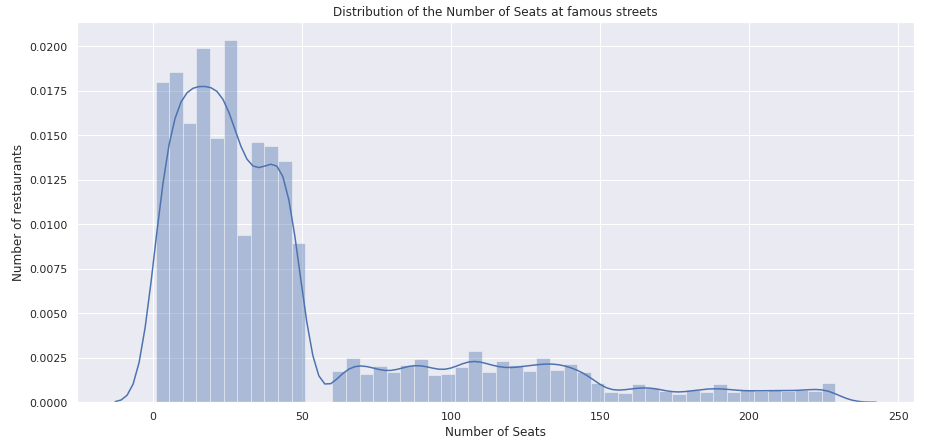 Distribution of the Number of Seats at famous streets
0.0200
0.0175
0.0150
0.0125
0.0100
0.0075
0.0050
0.0025
0.0000
Number of restaurants
0 50 100 150 200 250
Number of Seats